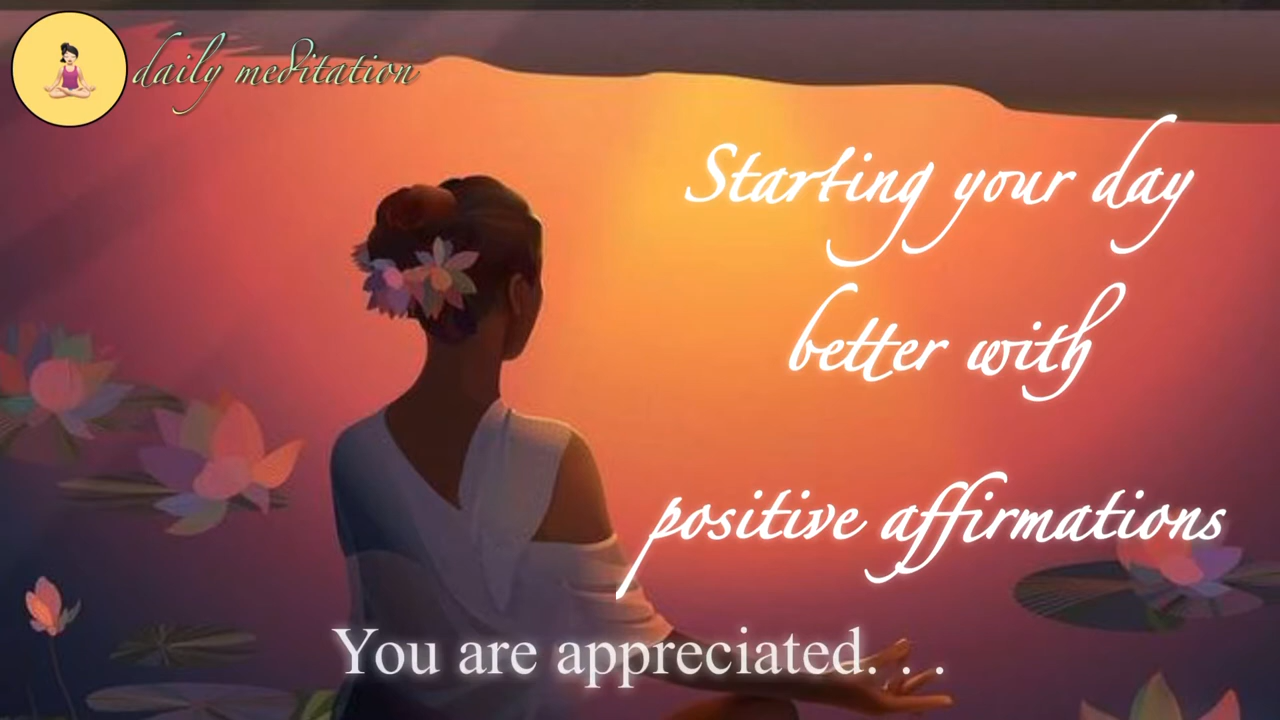 daily meditation
Starting your day
better with
positive affirmations
You are appreciated. . .